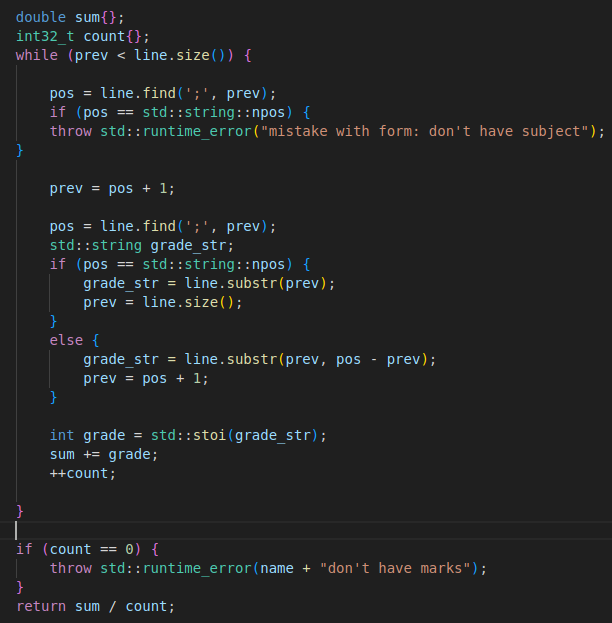 double sum{};
int32_t count{};
while (prev < line.size()) {
pos = line.find(';', prev);
if (pos == std::string::npos) {
throw std::runtime_error("mistake with form: don't have subject");
}
prev = pos + 1;
pos = line.find(';', prev);
std::string grade_str;
if (pos == std::string::npos) {
grade_str = line.substr(prev);
prev = line.size();
}
else {
grade_str = line.substr(prev, pos - prev);
prev = pos + 1;
}
int grade = std::stoi(grade_str);
sum += grade;
++count;
}
if (count == 0) {
throw std::runtime_error(name + "don't have marks");
}
return sum / count;